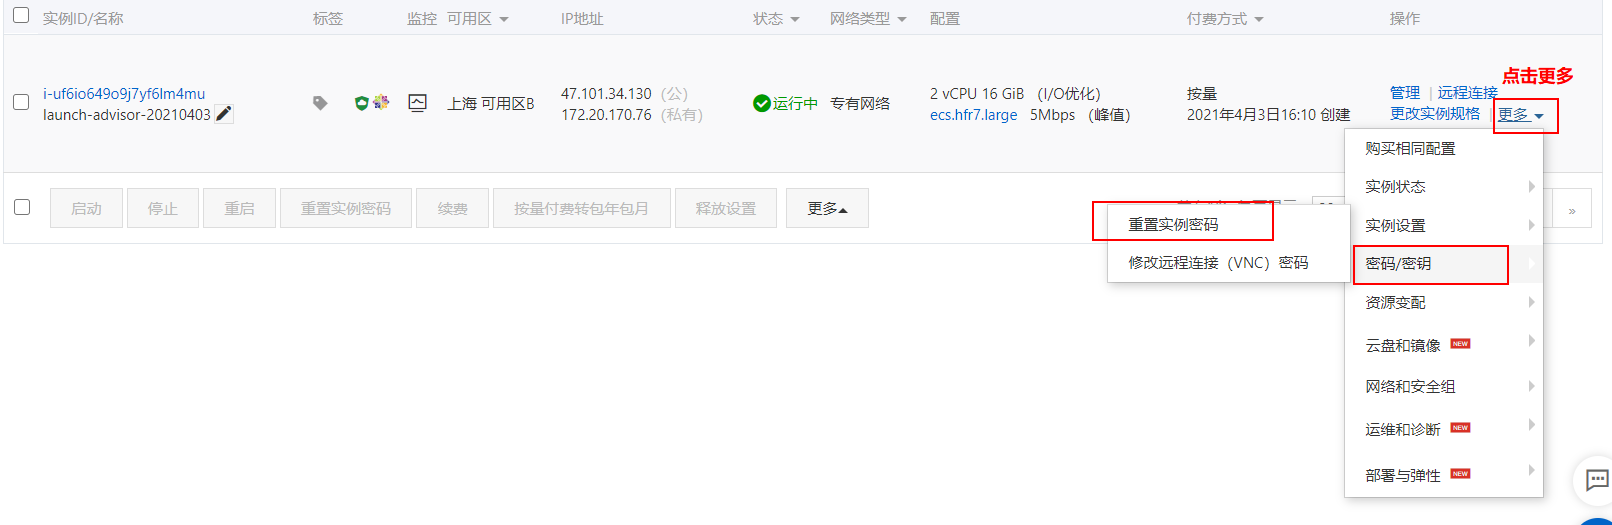 实例ID/名称 标签 监控 可用区 IP地址 状态 网络类型 配置 付费方式 操作
点击更多
i-uf6io649o9j7yf6lm4mu
launch-advisor-20210403
上海 可用区B
47.101.34.130 (公)
172.20.170.76 (私有)
运行中
专有网络
2 vCPU 16 GiB (I/O优化)
ecs.hfr7.large 5Mbps (峰值)
按量
2021年4月3日16:10 创建
管理 | 远程连接
更改实例规格 | 更多
启动 停止 重启 重置实例密码 续费 按量付费转包年包月 释放设置 更多 »
购买相同配置
实例状态
实例设置
密码/密钥
资源变配
云盘和镜像 NEW
网络和安全组
运维和诊断 NEW
部署与弹性 NEW
重置实例密码
修改远程连接（VNC）密码